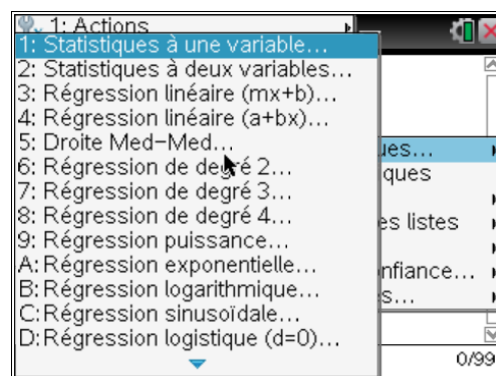 1: Actions
1: Statistiques à une variable...
2: Statistiques à deux variables...
3: Régression linéaire (mx+b)...
4: Régression linéaire (a+bx)...
5: Droite Med-Med...
6: Régression de degré 2...
7: Régression de degré 3...
8: Régression de degré 4...
9: Régression puissance...
A: Régression exponentielle...
B: Régression logarithmique...
C: Régression sinusoïdale...
D: Régression logistique (d=0)...
ues...
ques
es listes
nfiance...
s...
0/99